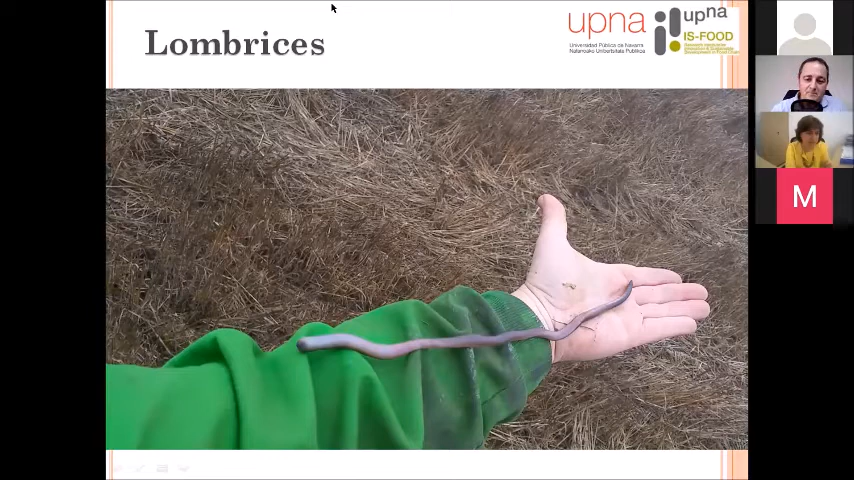 Lombrices
upna
Universidad Pública de Navarra
Nafarroako Unibertsitate Publikoa
upna
IS-FOOD
M